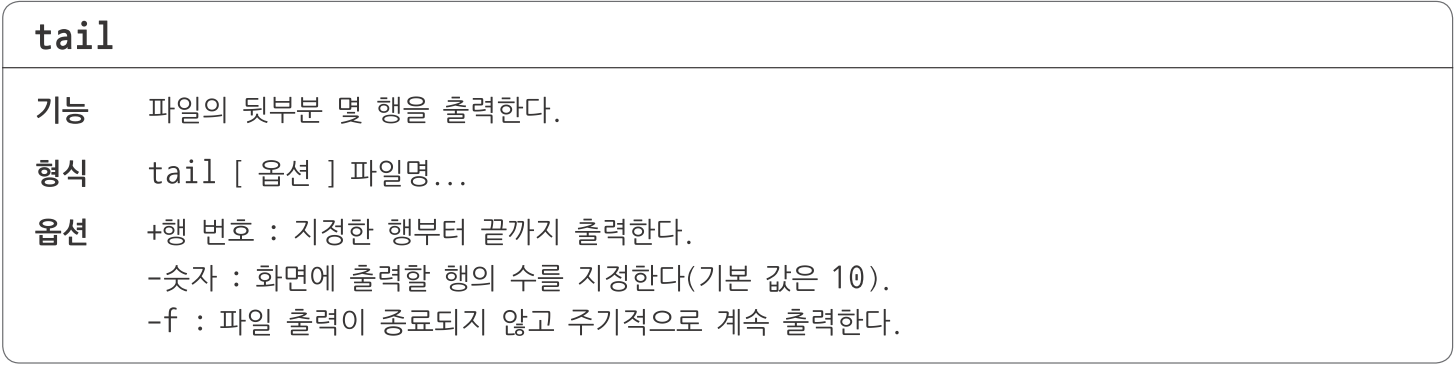 tail
기능 파일의 뒷부분 몇 행을 출력한다.
형식 tail [ 옵션 ] 파일명...
옵션 +행 번호 : 지정한 행부터 끝까지 출력한다.
-숫자 : 화면에 출력할 행의 수를 지정한다(기본 값은 10).
-f : 파일 출력이 종료되지 않고 주기적으로 계속 출력한다.